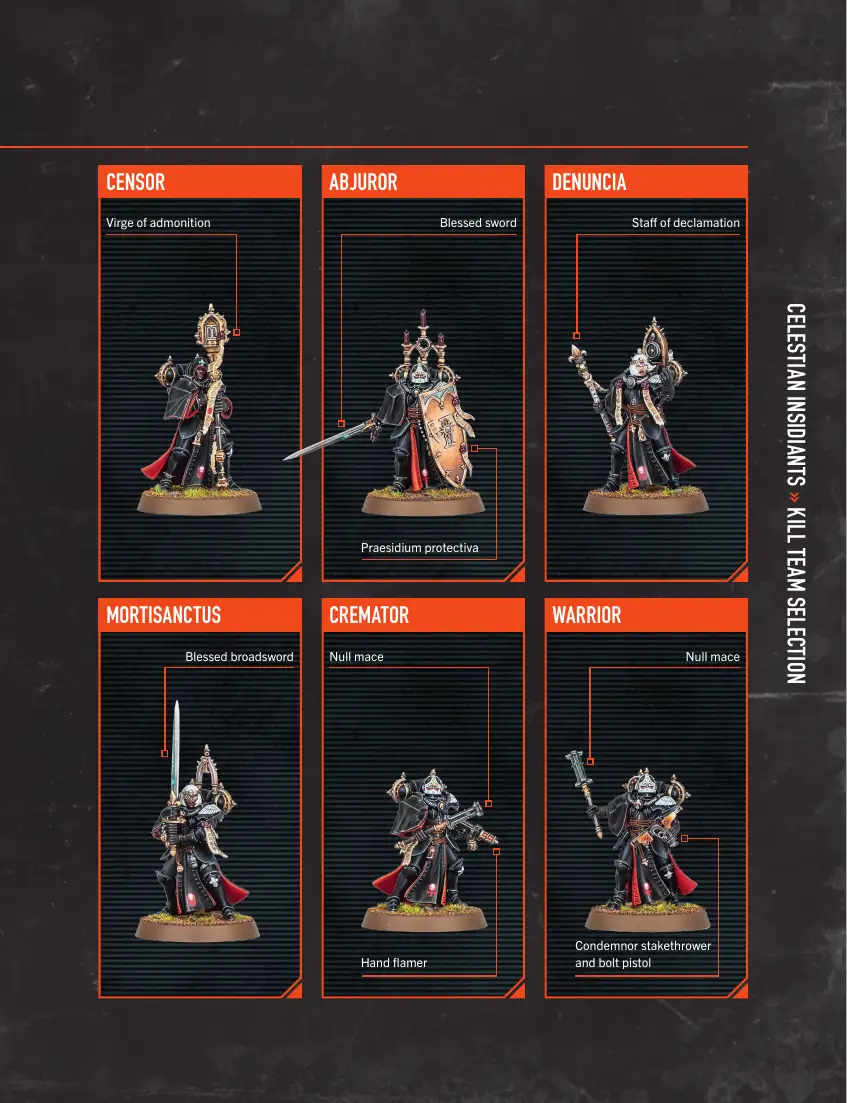 CENSOR
Virge of admonition
ABJUROR
Blessed sword
Praesidium protectiva
DENUNCIA
Staff of declamation
MORTISANCTUS
Blessed broadsword
CREMATOR
Null mace
Hand flamer
WARRIOR
Null mace
Condemnor stakethrower
and bolt pistol
CELESTIAN INSIDIANTS » KILL TEAM SELECTION